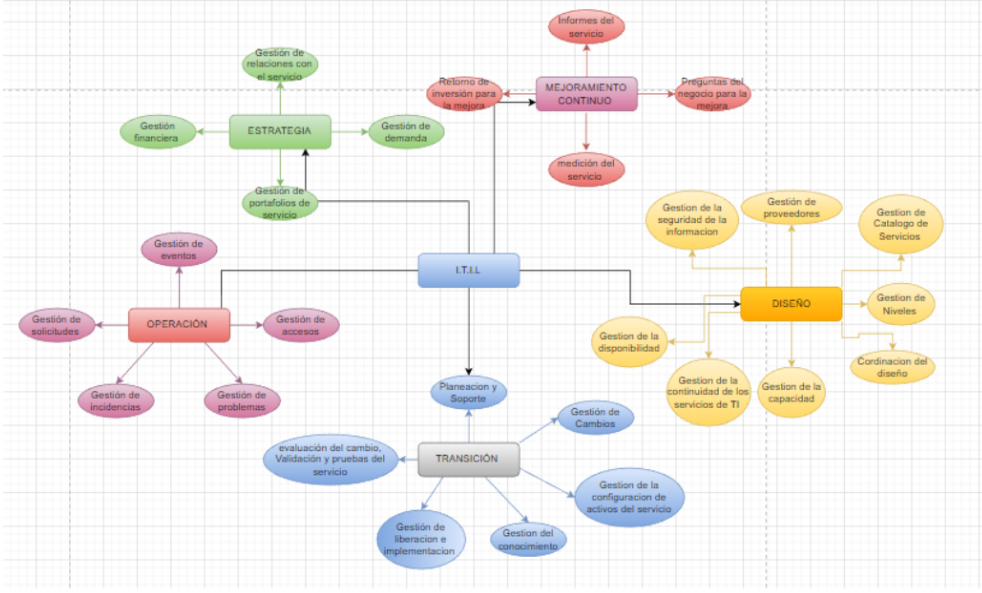 Informes del
servicio
Gestión de
relaciones con
el servicio
Retorno de
inversión para
la mejora
MEJORAMIENTO
CONTINUO
Preguntas del
negocio para la
mejora
Gestión
financiera
ESTRATEGIA
Gestión de
demanda
medición del
servicio
Gestión de
portafolios de
servicio
Gestion de la
seguridad de la
informacion
Gestión de
proveedores
Gestion de
Catalogo de
Servicios
Gestión de
eventos
I.T.I.L
DISEÑO
Gestión de
Niveles
Gestión de
solicitudes
OPERACIÓN
Gestión de
accesos
Gestion de la
disponibilidad
Cordinacion del
diseño
Gestión de
incidencias
Gestión de
problemas
Planeacion y
Soporte
Gestion de la
continuidad de los
servicios de TI
Gestion de la
capacidad
Gestión de
Cambios
evaluación del cambio,
Validación y pruebas del
servicio
TRANSICIÓN
Gestion de la
configuracion de
activos del servicio
Gestión de
liberacion e
implementacion
Gestion del
conocimiento